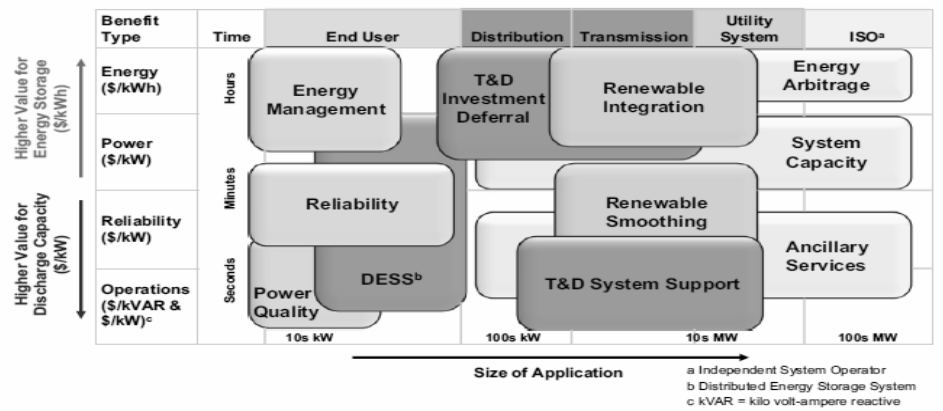 Higher Value for
Energy Storage
($/kWh)
Higher Value for
Discharge Capacity
($/kW)
Benefit
Type
Time
End User
Distribution
Transmission
Utility
System
ISOᵃ
Energy
($/kWh)
Power
($/kW)
Reliability
($/kW)
Operations
($/kVAR &
$/kW)ᶜ
Hours
Minutes
Seconds
Energy
Management
T&D
Investment
Deferral
Renewable
Integration
Energy
Arbitrage
System
Capacity
Reliability
Renewable
Smoothing
DESSᵇ
T&D System Support
Ancillary
Services
Power
Quality
10s kW
100s kW
10s MW
100s MW
Size of Application
a Independent System Operator
b Distributed Energy Storage System
c kVAR = kilo volt-ampere reactive